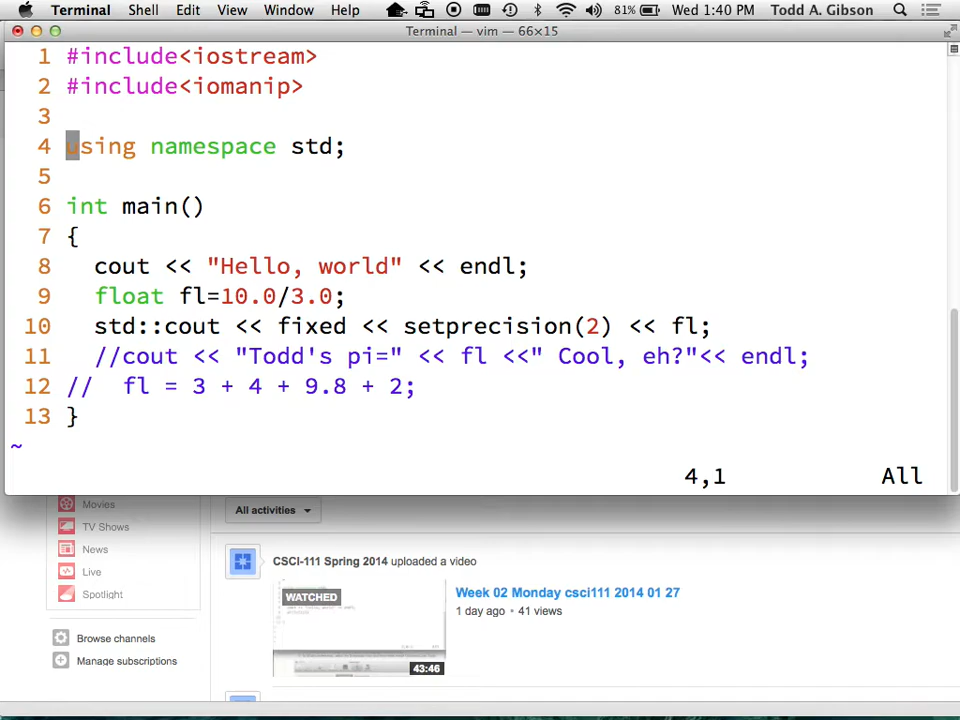 Terminal Shell Edit View Window Help 81% Wed 1:40 PM Todd A. Gibson
Terminal — vim — 66×15
1 #include<iostream>
2 #include<iomanip>
3
4 using namespace std;
5
6 int main()
7 {
8   cout << "Hello, world" << endl;
9   float fl=10.0/3.0;
10   std::cout << fixed << setprecision(2) << fl;
11   //cout << "Todd's pi=" << fl <<" Cool, eh?"<< endl;
12 //  fl = 3 + 4 + 9.8 + 2;
13 }
~
4,1 All
Movies
TV Shows
News
Live
Spotlight
Browse channels
Manage subscriptions
All activities
CSCI-111 Spring 2014 uploaded a video
WATCHED
43:46
Week 02 Monday csci111 2014 01 27
1 day ago • 41 views